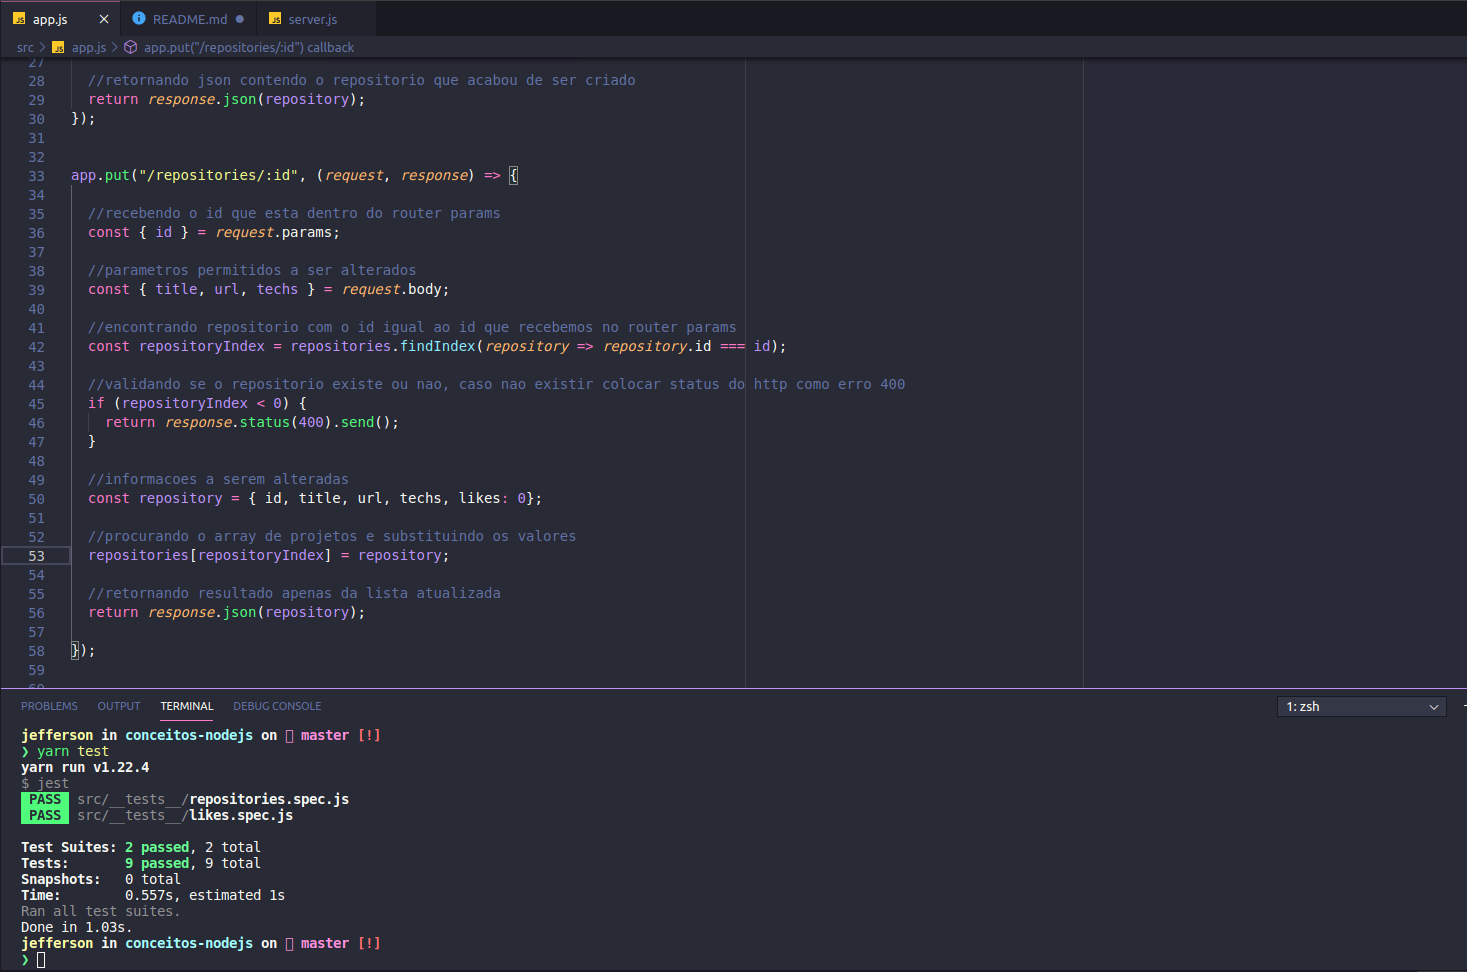 JS app.js × README.md ● JS server.js
src > JS app.js > app.put("/repositories/:id") callback
27
28 //retornando json contendo o repositorio que acabou de ser criado
29 return response.json(repository);
30 });
31
32
33 app.put("/repositories/:id", (request, response) => {
34
35 //recebendo o id que esta dentro do router params
36 const { id } = request.params;
37
38 //parametros permitidos a ser alterados
39 const { title, url, techs } = request.body;
40
41 //encontrando repositorio com o id igual ao id que recebemos no router params
42 const repositoryIndex = repositories.findIndex(repository => repository.id === id);
43
44 //validando se o repositorio existe ou nao, caso nao existir colocar status do http como erro 400
45 if (repositoryIndex < 0) {
46 return response.status(400).send();
47 }
48
49 //informacoes a serem alteradas
50 const repository = { id, title, url, techs, likes: 0};
51
52 //procurando o array de projetos e substituindo os valores
53 repositories[repositoryIndex] = repository;
54
55 //retornando resultado apenas da lista atualizada
56 return response.json(repository);
57
58 });
59
60
PROBLEMS OUTPUT TERMINAL DEBUG CONSOLE 1: zsh
jefferson in conceitos-nodejs on master [!]
❯ yarn test
yarn run v1.22.4
$ jest
PASS src/__tests__/repositories.spec.js
PASS src/__tests__/likes.spec.js
Test Suites: 2 passed, 2 total
Tests: 9 passed, 9 total
Snapshots: 0 total
Time: 0.557s, estimated 1s
Ran all test suites.
Done in 1.03s.
jefferson in conceitos-nodejs on master [!]
❯